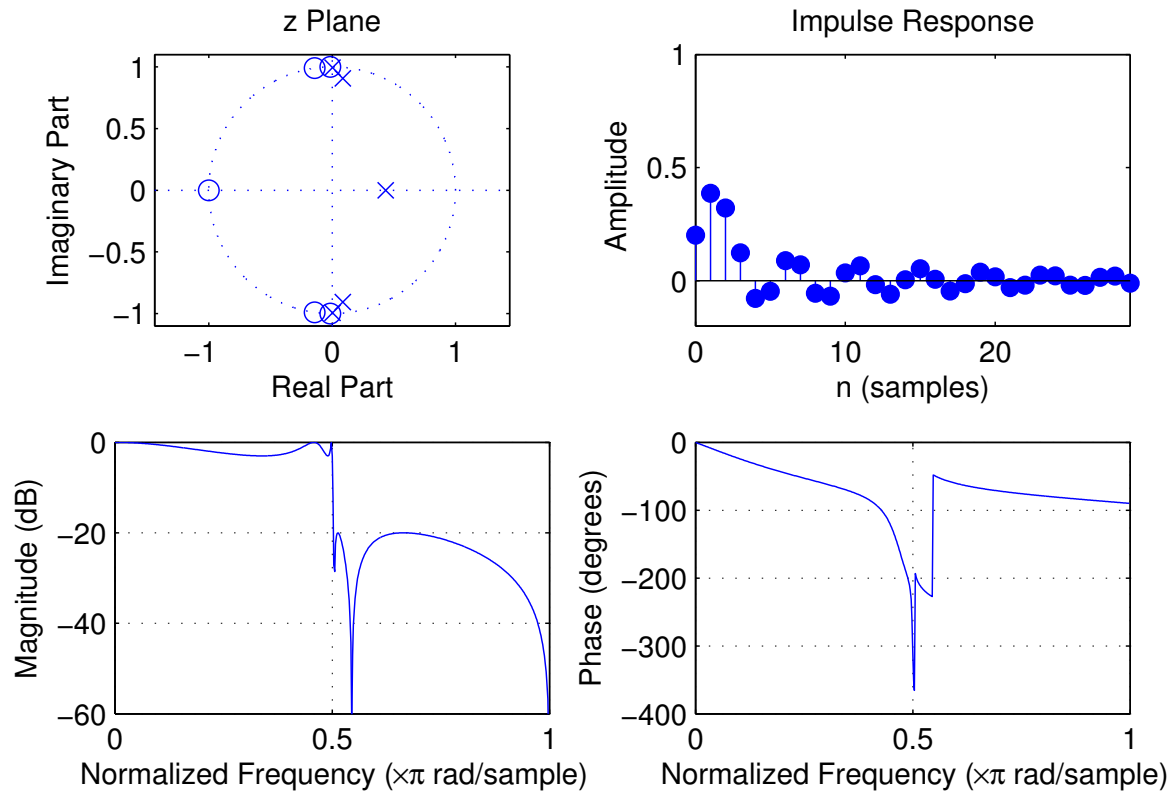 z Plane
Imaginary Part
1
0.5
0
−0.5
−1
−1
0
1
Real Part
Impulse Response
Amplitude
1
0.5
0
0
10
20
n (samples)
Magnitude (dB)
0
−20
−40
−60
0
0.5
1
Normalized Frequency (×π rad/sample)
Phase (degrees)
0
−100
−200
−300
−400
0
0.5
1
Normalized Frequency (×π rad/sample)